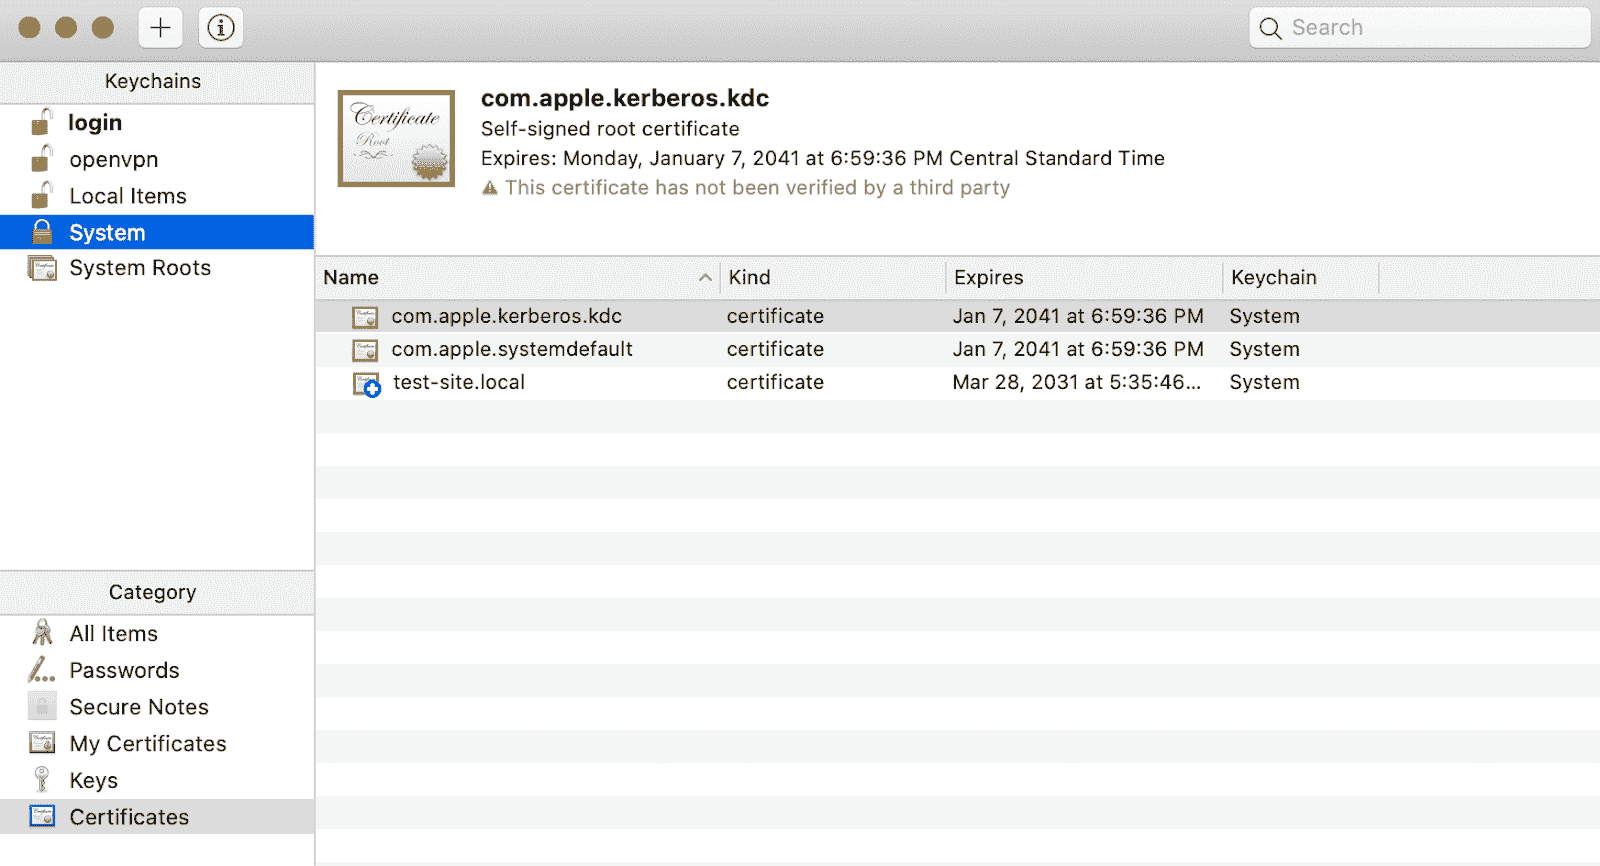 Search
Keychains
login
openvpn
Local Items
System
System Roots
Certificate
Root
com.apple.kerberos.kdc
Self-signed root certificate
Expires: Monday, January 7, 2041 at 6:59:36 PM Central Standard Time
This certificate has not been verified by a third party
Name Kind Expires Keychain
com.apple.kerberos.kdc certificate Jan 7, 2041 at 6:59:36 PM System
com.apple.systemdefault certificate Jan 7, 2041 at 6:59:36 PM System
test-site.local certificate Mar 28, 2031 at 5:35:46... System
Category
All Items
Passwords
Secure Notes
My Certificates
Keys
Certificates